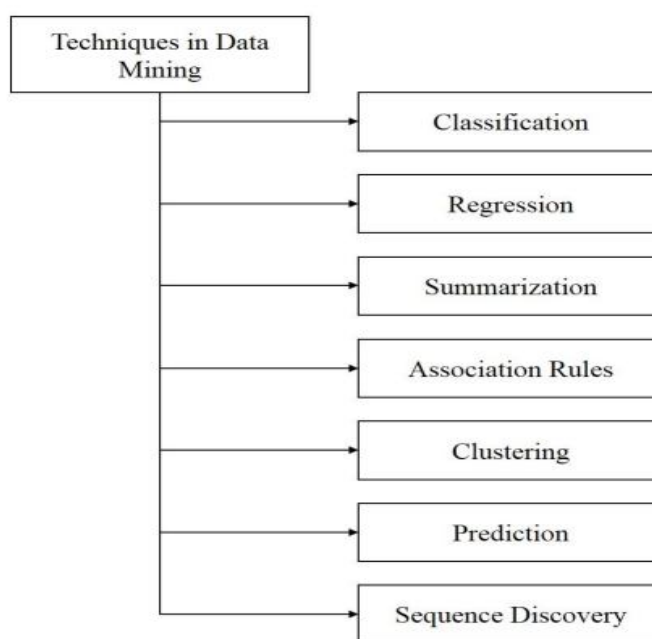 Techniques in Data
Mining
Classification
Regression
Summarization
Association Rules
Clustering
Prediction
Sequence Discovery